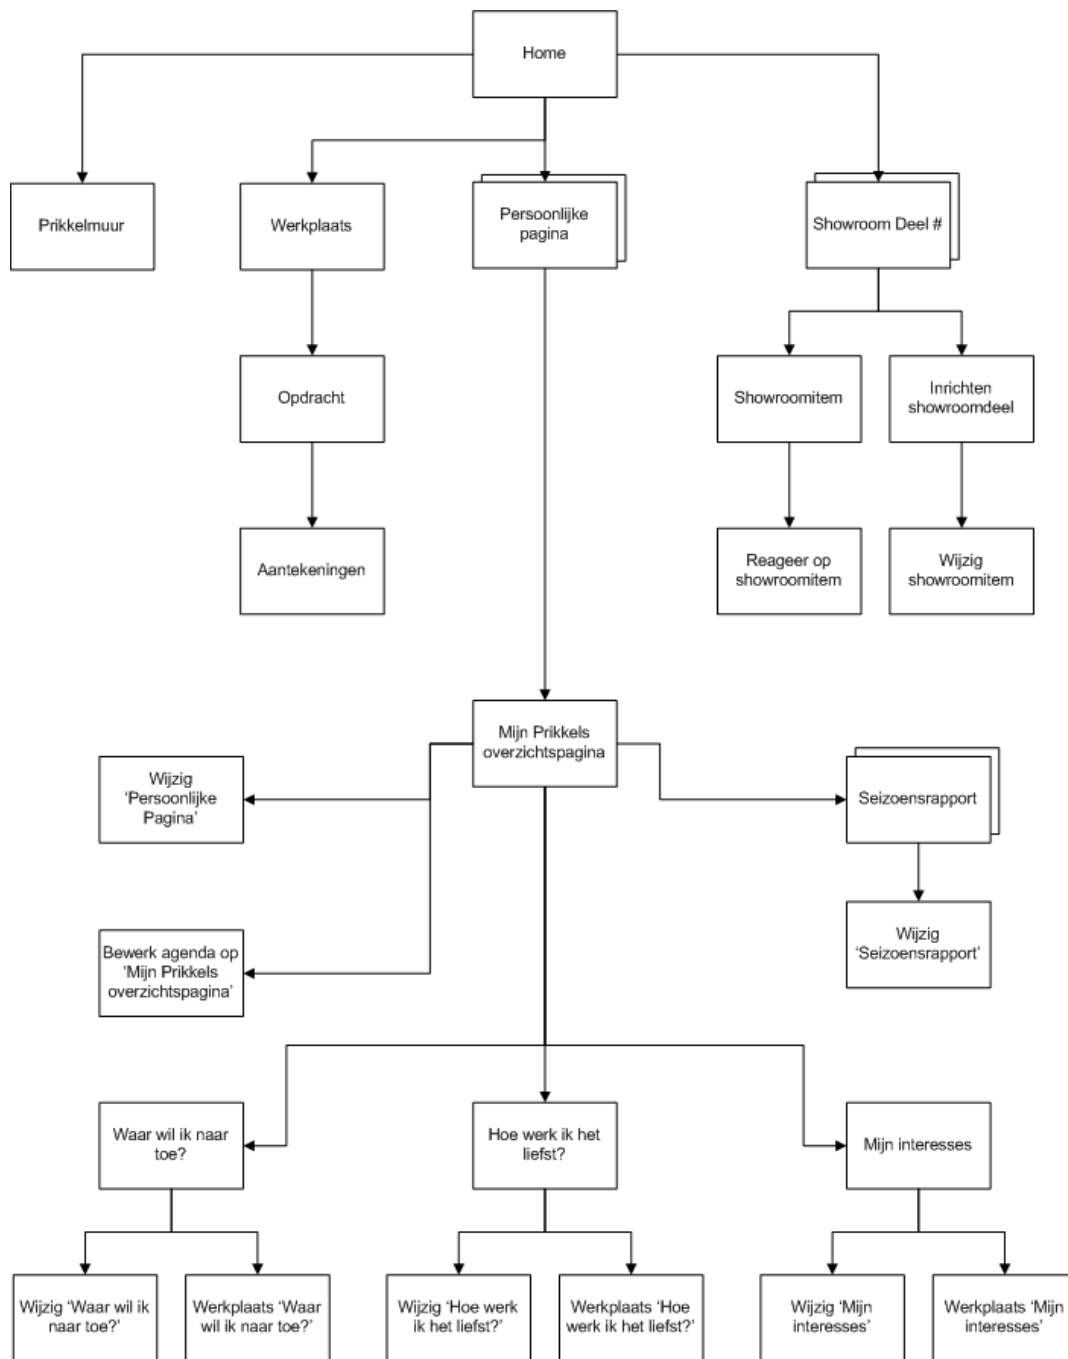 Home
Prikkelmuur
Werkplaats
Persoonlijke
pagina
Showroom Deel #
Opdracht
Showroomitem
Inrichten
showroomdeel
Aantekeningen
Reageer op
showroomitem
Wijzig
showroomitem
Mijn Prikkels
overzichtspagina
Wijzig
‘Persoonlijke
Pagina’
Seizoensrapport
Bewerk agenda op
‘Mijn Prikkels
overzichtspagina’
Wijzig
‘Seizoensrapport’
Waar wil ik naar
toe?
Hoe werk ik het
liefst?
Mijn interesses
Wijzig ‘Waar wil ik
naar toe?’
Werkplaats ‘Waar
wil ik naar toe?’
Wijzig ‘Hoe werk
ik het liefst?’
Werkplaats ‘Hoe
werk ik het liefst?’
Wijzig ‘Mijn
interesses’
Werkplaats ‘Mijn
interesses’